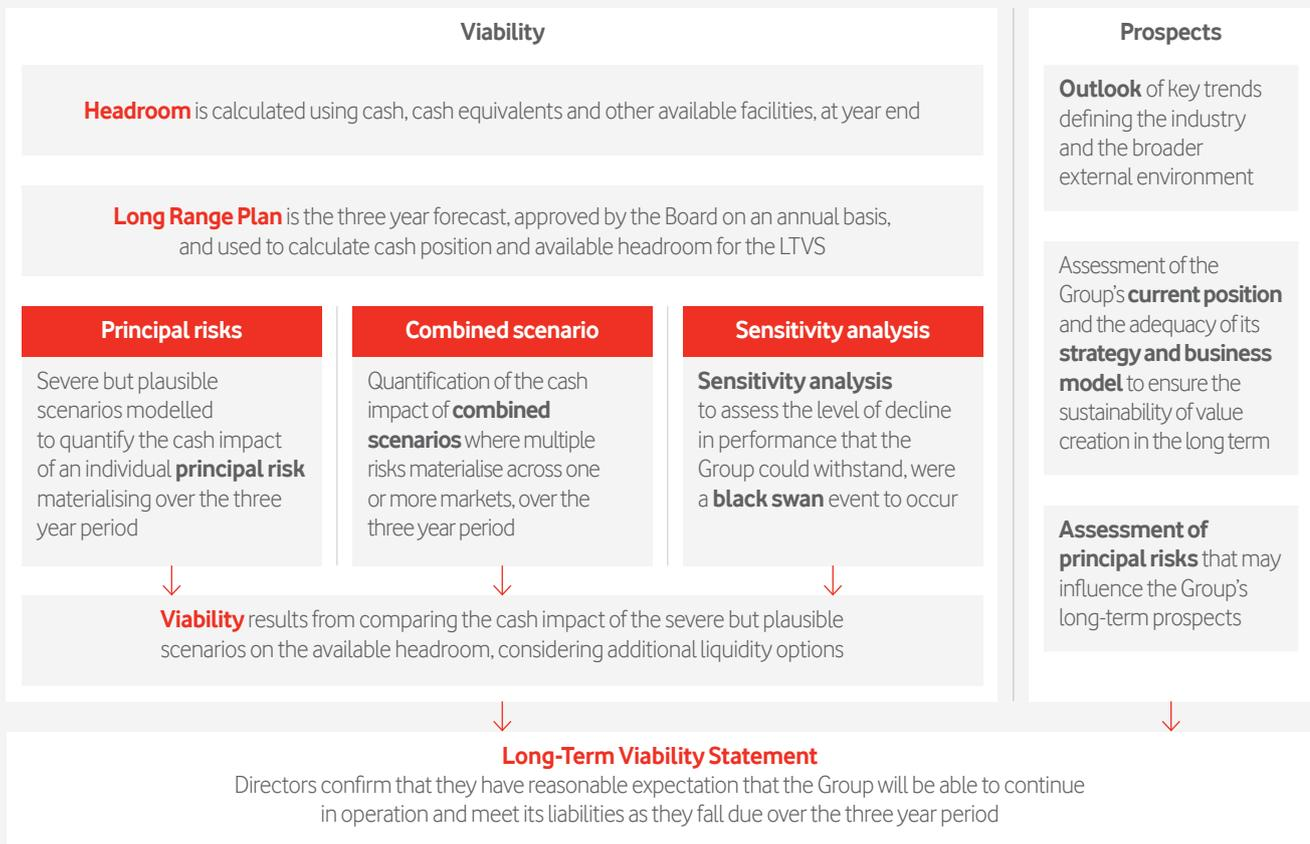 Viability
Headroom is calculated using cash, cash equivalents and other available facilities, at year end
Long Range Plan is the three year forecast, approved by the Board on an annual basis,
and used to calculate cash position and available headroom for the LTVS
Principal risks
Severe but plausible
scenarios modelled
to quantify the cash impact
of an individual principal risk
materialising over the three
year period
Combined scenario
Quantification of the cash
impact of combined
scenarios where multiple
risks materialise across one
or more markets, over the
three year period
Sensitivity analysis
Sensitivity analysis
to assess the level of decline
in performance that the
Group could withstand, were
a black swan event to occur
Viability results from comparing the cash impact of the severe but plausible
scenarios on the available headroom, considering additional liquidity options
Prospects
Outlook of key trends
defining the industry
and the broader
external environment
Assessment of the
Group's current position
and the adequacy of its
strategy and business
model to ensure the
sustainability of value
creation in the long term
Assessment of
principal risks that may
influence the Group's
long-term prospects
Long-Term Viability Statement
Directors confirm that they have reasonable expectation that the Group will be able to continue
in operation and meet its liabilities as they fall due over the three year period